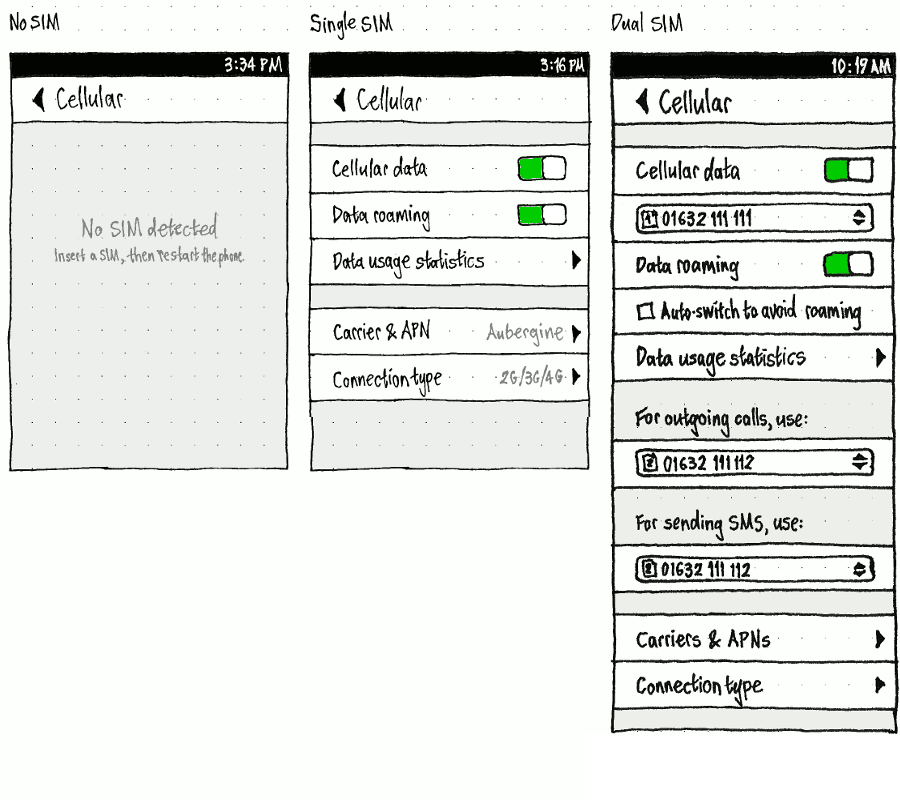 No SIM
3:34 PM
Cellular
No SIM detected
Insert a SIM, then restart the phone.
Single SIM
3:16 PM
Cellular
Cellular data
Data roaming
Data usage statistics
Carrier & APN Aubergine
Connection type 2G/3G/4G
Dual SIM
10:19 AM
Cellular
Cellular data
1 01632 111 111
Data roaming
Auto-switch to avoid roaming
Data usage statistics
For outgoing calls, use:
2 01632 111 112
For sending SMS, use:
2 01632 111 112
Carriers & APNs
Connection type